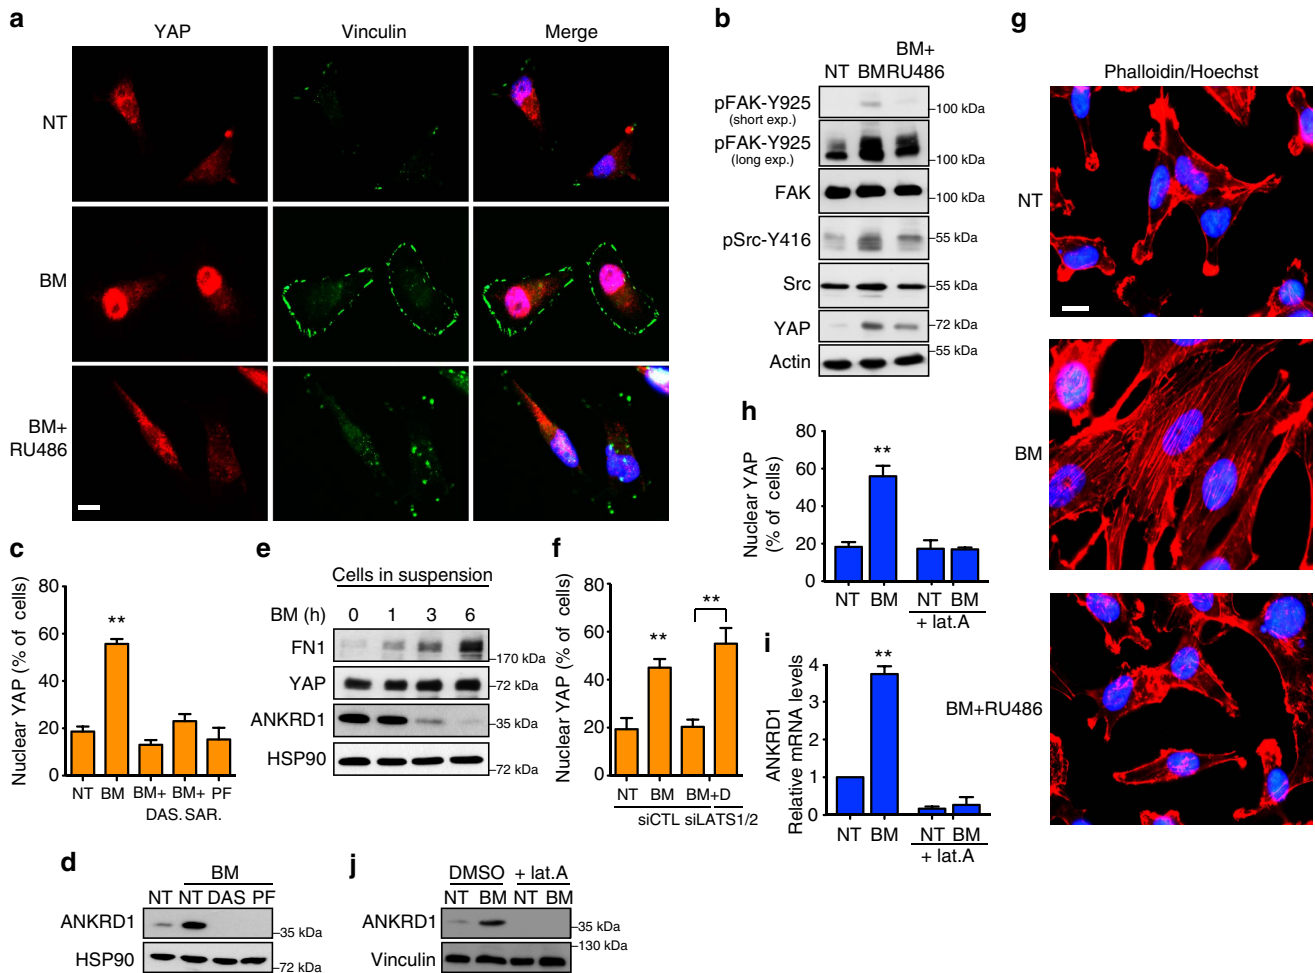 a
YAP
Vinculin
Merge
NT
BM
BM+
RU486
b
NT BM BM+
RU486
pFAK-Y925
(short exp.)
100 kDa
pFAK-Y925
(long exp.)
100 kDa
FAK
100 kDa
pSrc-Y416
55 kDa
Src
55 kDa
YAP
72 kDa
Actin
55 kDa
g
Phalloidin/Hoechst
NT
BM
BM+RU486
c
Nuclear YAP (% of cells)
80
60
40
20
0
**
NT BM BM+ BM+ PF
DAS. SAR.
e
Cells in suspension
BM (h) 0 1 3 6
FN1
170 kDa
YAP
72 kDa
ANKRD1
35 kDa
HSP90
72 kDa
f
Nuclear YAP (% of cells)
80
60
40
20
0
**
**
NT BM BM+D
siCTL siLATS1/2
h
Nuclear YAP
(% of cells)
80
60
40
20
0
**
NT BM NT BM
+ lat.A
i
ANKRD1
Relative mRNA levels
4
3
2
1
0
**
NT BM NT BM
+ lat.A
d
BM
NT NT DAS PF
ANKRD1
35 kDa
HSP90
72 kDa
j
DMSO + lat.A
NT BM NT BM
ANKRD1
35 kDa
130 kDa
Vinculin